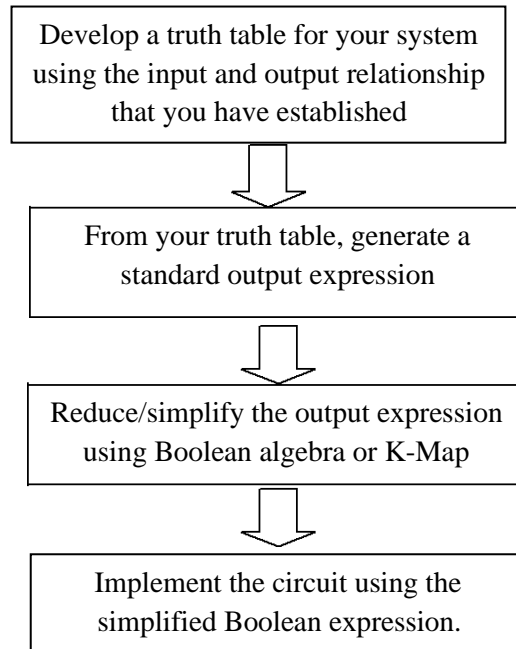 Develop a truth table for your system
using the input and output relationship
that you have established
From your truth table, generate a
standard output expression
Reduce/simplify the output expression
using Boolean algebra or K-Map
Implement the circuit using the
simplified Boolean expression.